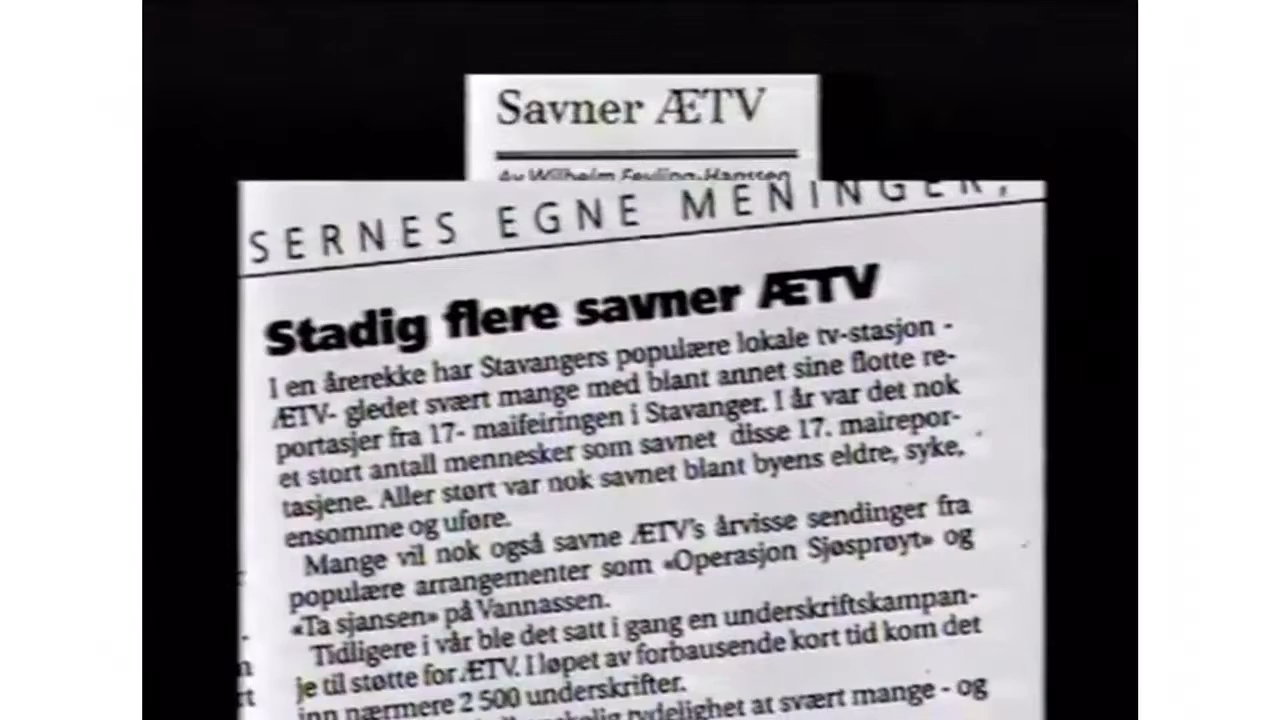 Savner ÆTV
Av Wilhelm
SERNES EGNE MENINGER,
Stadig flere savner ÆTV
I en årerekke har Stavangers populære lokale tv-stasjon -
ÆTV- gledet svært mange med blant annet sine flotte re-
portasjer fra 17- maifeiringen i Stavanger. I år var det nok
et stort antall mennesker som savnet disse 17. mairepor-
tasjene. Aller størt var nok savnet blant byens eldre, syke,
ensomme og uføre.
Mange vil nok også savne ÆTV's årvisse sendinger fra
populære arrangementer som «Operasjon Sjøsprøyt» og
«Ta sjansen» på Vannassen.
Tidligere i vår ble det satt i gang en underskriftskampan-
je til støtte for ÆTV. I løpet av forbausende kort tid kom det
inn nærmere 2 500 underskrifter.
tydelighet at svært mange - og